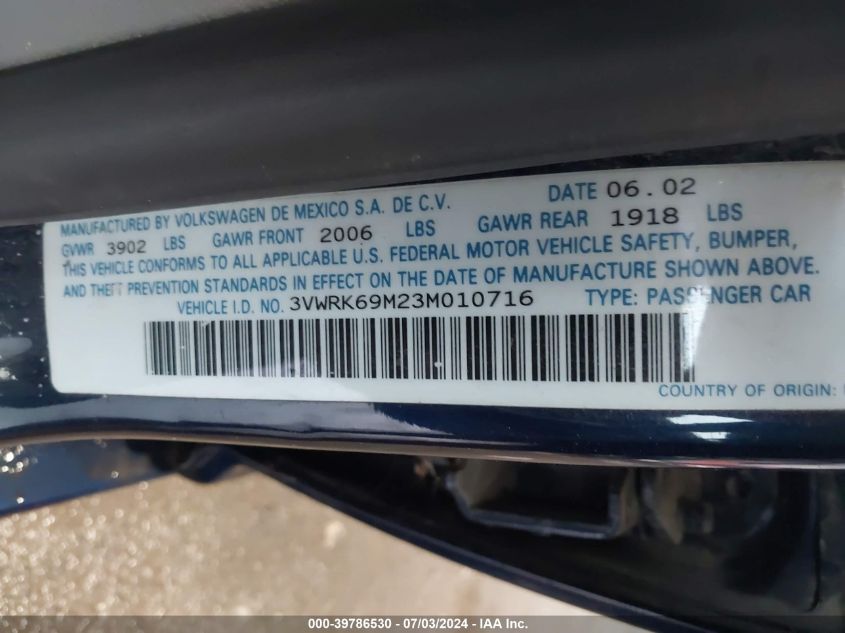 MANUFACTURED BY VOLKSWAGEN DE MEXICO S.A. DE C.V. DATE 06.02
GVWR 3902 LBS GAWR FRONT 2006 LBS GAWR REAR 1918 LBS
THIS VEHICLE CONFORMS TO ALL APPLICABLE U.S. FEDERAL MOTOR VEHICLE SAFETY, BUMPER,
AND THEFT PREVENTION STANDARDS IN EFFECT ON THE DATE OF MANUFACTURE SHOWN ABOVE.
VEHICLE I.D. NO. 3VWRK69M23M010716 TYPE: PASSENGER CAR
COUNTRY OF ORIGIN:
000-39786530 - 07/03/2024 - IAA Inc.